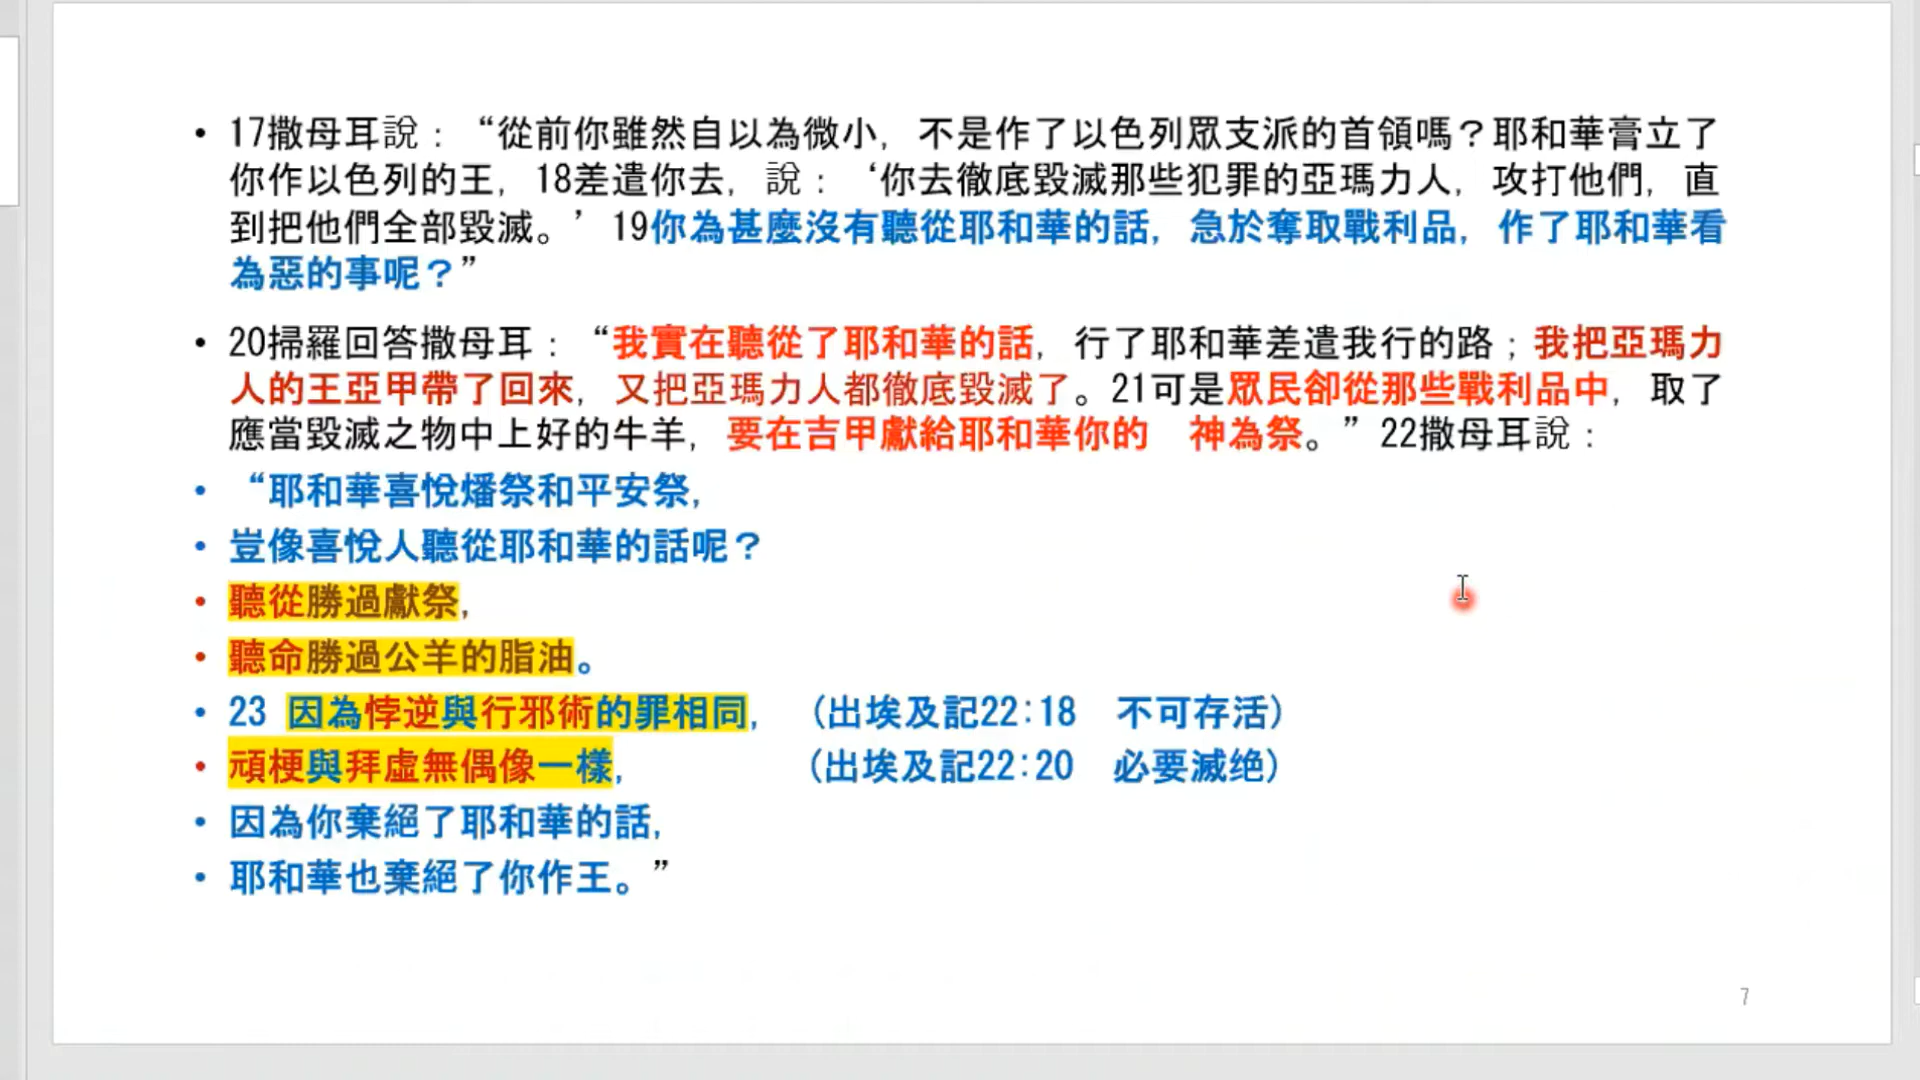 • 17撒母耳說：“從前你雖然自以為微小，不是作了以色列眾支派的首領嗎？耶和華膏立了
你作以色列的王，18差遣你去，說：‘你去徹底毀滅那些犯罪的亞瑪力人，攻打他們，直
到把他們全部毀滅。’19你為甚麼沒有聽從耶和華的話，急於奪取戰利品，作了耶和華看
為惡的事呢？”
• 20掃羅回答撒母耳：“我實在聽從了耶和華的話，行了耶和華差遣我行的路；我把亞瑪力
人的王亞甲帶了回來，又把亞瑪力人都徹底毀滅了。21可是眾民卻從那些戰利品中，取了
應當毀滅之物中上好的牛羊，要在吉甲獻給耶和華你的　神為祭。”22撒母耳說：
• “耶和華喜悅燔祭和平安祭，
• 豈像喜悅人聽從耶和華的話呢？
• 聽從勝過獻祭，
• 聽命勝過公羊的脂油。
• 23 因為悖逆與行邪術的罪相同，　（出埃及記22:18　不可存活）
• 頑梗與拜虛無偶像一樣，　（出埃及記22:20　必要滅绝）
• 因為你棄絕了耶和華的話，
• 耶和華也棄絕了你作王。”
7